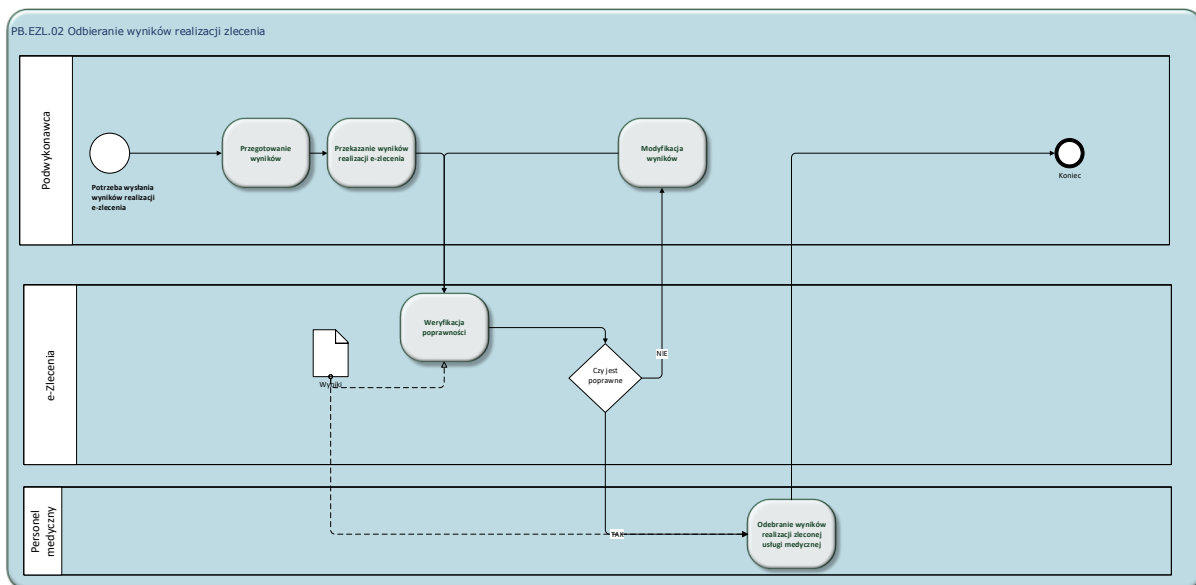 PB.EZL.02 Odbieranie wyników realizacji zlecenia
Podwykonawca
Potrzeba wysłania
wyników realizacji
e-zlecenia
Przegotowanie
wyników
Przekazanie wyników
realizacji e-zlecenia
Modyfikacja
wyników
Koniec
e-Zlecenia
Wyniki
Weryfikacja
poprawności
Czy jest
poprawne
NIE
Personel
medyczny
TAK
Odebranie wyników
realizacji zleconej
usługi medycznej